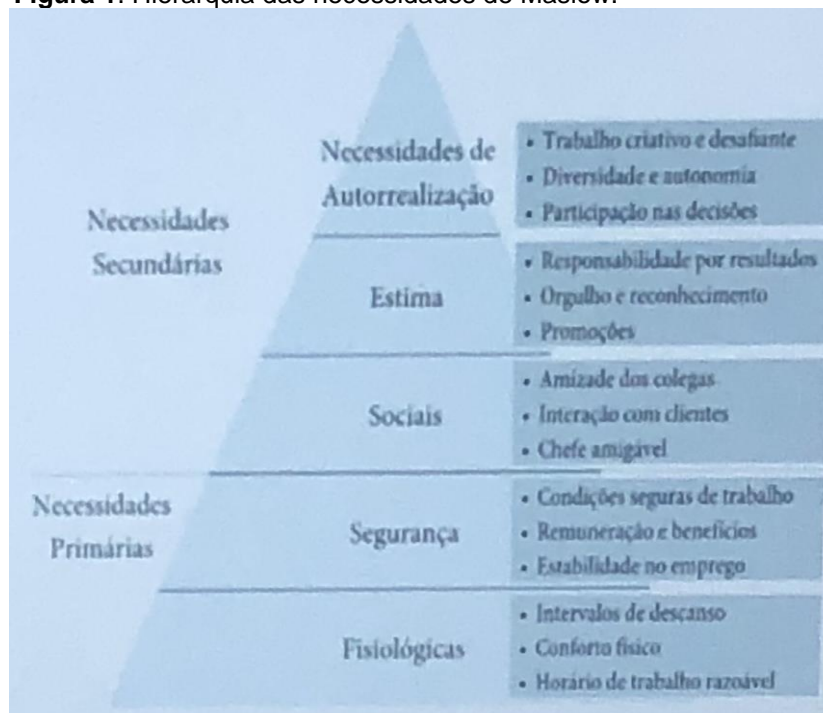 Figura 1. Hierarquia das necessidades de Maslow.
Necessidades de
Autorrealização
• Trabalho criativo e desafiante
• Diversidade e autonomia
• Participação nas decisões
Necessidades
Secundárias
Estima
• Responsabilidade por resultados
• Orgulho e reconhecimento
• Promoções
Sociais
• Amizade dos colegas
• Interação com clientes
• Chefe amigável
Necessidades
Primárias
Segurança
• Condições seguras de trabalho
• Remuneração e benefícios
• Estabilidade no emprego
Fisiológicas
• Intervalos de descanso
• Conforto físico
• Horário de trabalho razoável